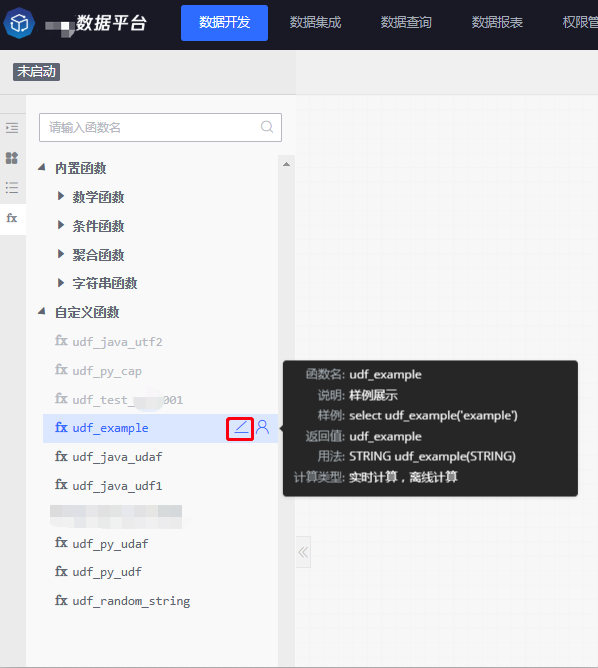 数据平台 数据开发 数据集成 数据查询 数据报表 权限管
未启动
请输入函数名
内置函数
数学函数
条件函数
聚合函数
字符串函数
fx
自定义函数
fx udf_java_utf2
fx udf_py_cap
fx udf_test_ 001
fx udf_example
fx udf_java_udaf
fx udf_java_udf1
fx udf_py_udaf
fx udf_py_udf
fx udf_random_string
函数名: udf_example
说明: 样例展示
样例: select udf_example('example')
返回值: udf_example
用法: STRING udf_example(STRING)
计算类型: 实时计算，离线计算